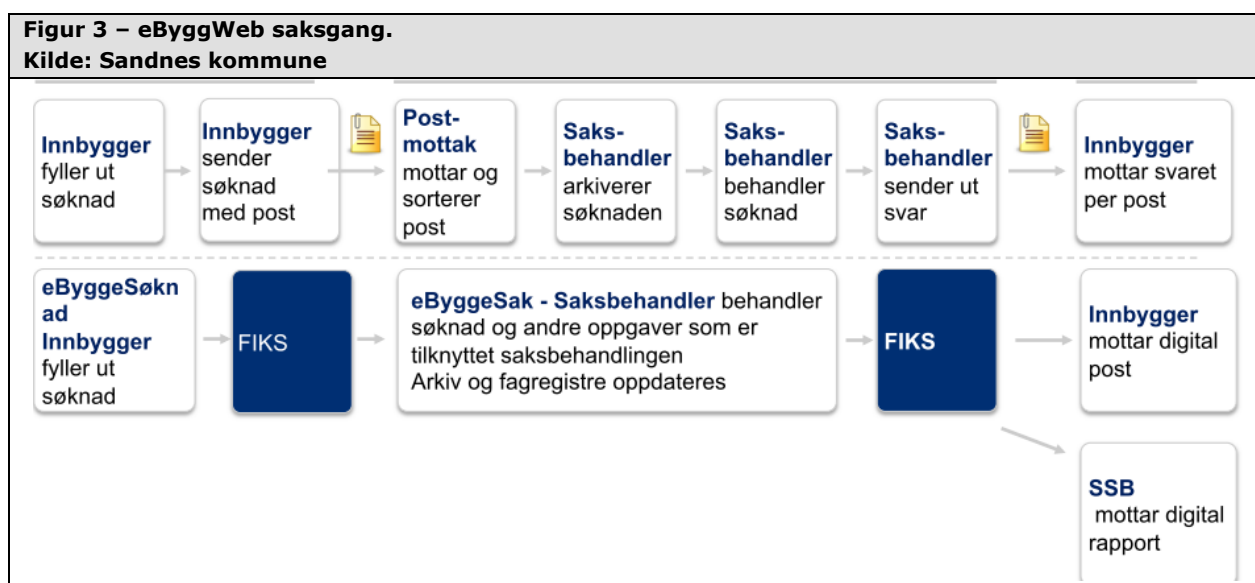 Figur 3 – eByggWeb saksgang.
Kilde: Sandnes kommune
Innbygger
fyller ut
søknad
Innbygger
sender
søknad
med post
Post-
mottak
mottar og
sorterer
post
Saks-
behandler
arkiverer
søknaden
Saks-
behandler
behandler
søknad
Saks-
behandler
sender ut
svar
Innbygger
mottar svaret
per post
eByggeSøkn
ad
Innbygger
fyller ut
søknad
FIKS
eByggeSak - Saksbehandler behandler
søknad og andre oppgaver som er
tilknyttet saksbehandlingen
Arkiv og fagregistre oppdateres
FIKS
Innbygger
mottar digital
post
SSB
mottar digital
rapport